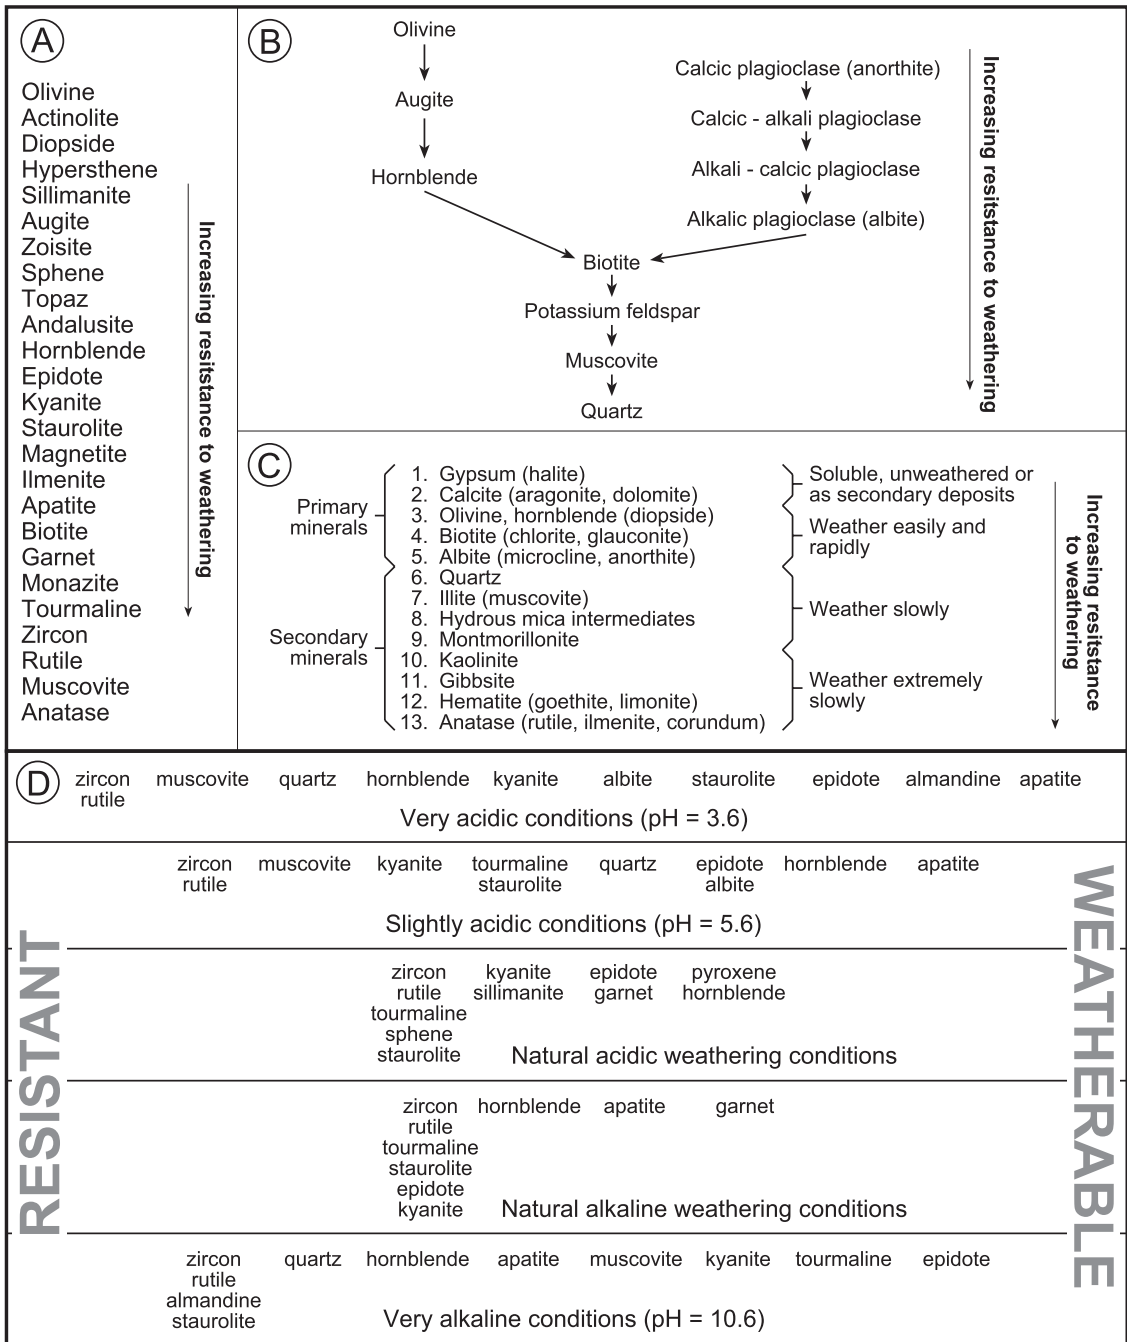 A
Olivine
Actinolite
Diopside
Hypersthene
Sillimanite
Augite
Zoisite
Sphene
Topaz
Andalusite
Hornblende
Epidote
Kyanite
Staurolite
Magnetite
Ilmenite
Apatite
Biotite
Garnet
Monazite
Tourmaline
Zircon
Rutile
Muscovite
Anatase
Increasing resitstance to weathering
B
Olivine
Augite
Hornblende
Calcic plagioclase (anorthite)
Calcic - alkali plagioclase
Alkali - calcic plagioclase
Alkalic plagioclase (albite)
Biotite
Potassium feldspar
Muscovite
Quartz
Increasing resitstance to weathering
C
Primary
minerals
Secondary
minerals
1. Gypsum (halite)
2. Calcite (aragonite, dolomite)
3. Olivine, hornblende (diopside)
4. Biotite (chlorite, glauconite)
5. Albite (microcline, anorthite)
6. Quartz
7. Illite (muscovite)
8. Hydrous mica intermediates
9. Montmorillonite
10. Kaolinite
11. Gibbsite
12. Hematite (goethite, limonite)
13. Anatase (rutile, ilmenite, corundum)
Soluble, unweathered or
as secondary deposits
Weather easily and
rapidly
Weather slowly
Weather extremely
slowly
Increasing resitstance
to weathering
D
zircon muscovite quartz hornblende kyanite albite staurolite epidote almandine apatite
rutile
Very acidic conditions (pH = 3.6)
zircon muscovite kyanite tourmaline quartz epidote hornblende apatite
rutile staurolite albite
Slightly acidic conditions (pH = 5.6)
zircon kyanite epidote pyroxene
rutile sillimanite garnet hornblende
tourmaline
sphene
staurolite Natural acidic weathering conditions
zircon hornblende apatite garnet
rutile
tourmaline
staurolite
epidote
kyanite Natural alkaline weathering conditions
zircon quartz hornblende apatite muscovite kyanite tourmaline epidote
rutile
almandine
staurolite Very alkaline conditions (pH = 10.6)
RESISTANT
WEATHERABLE